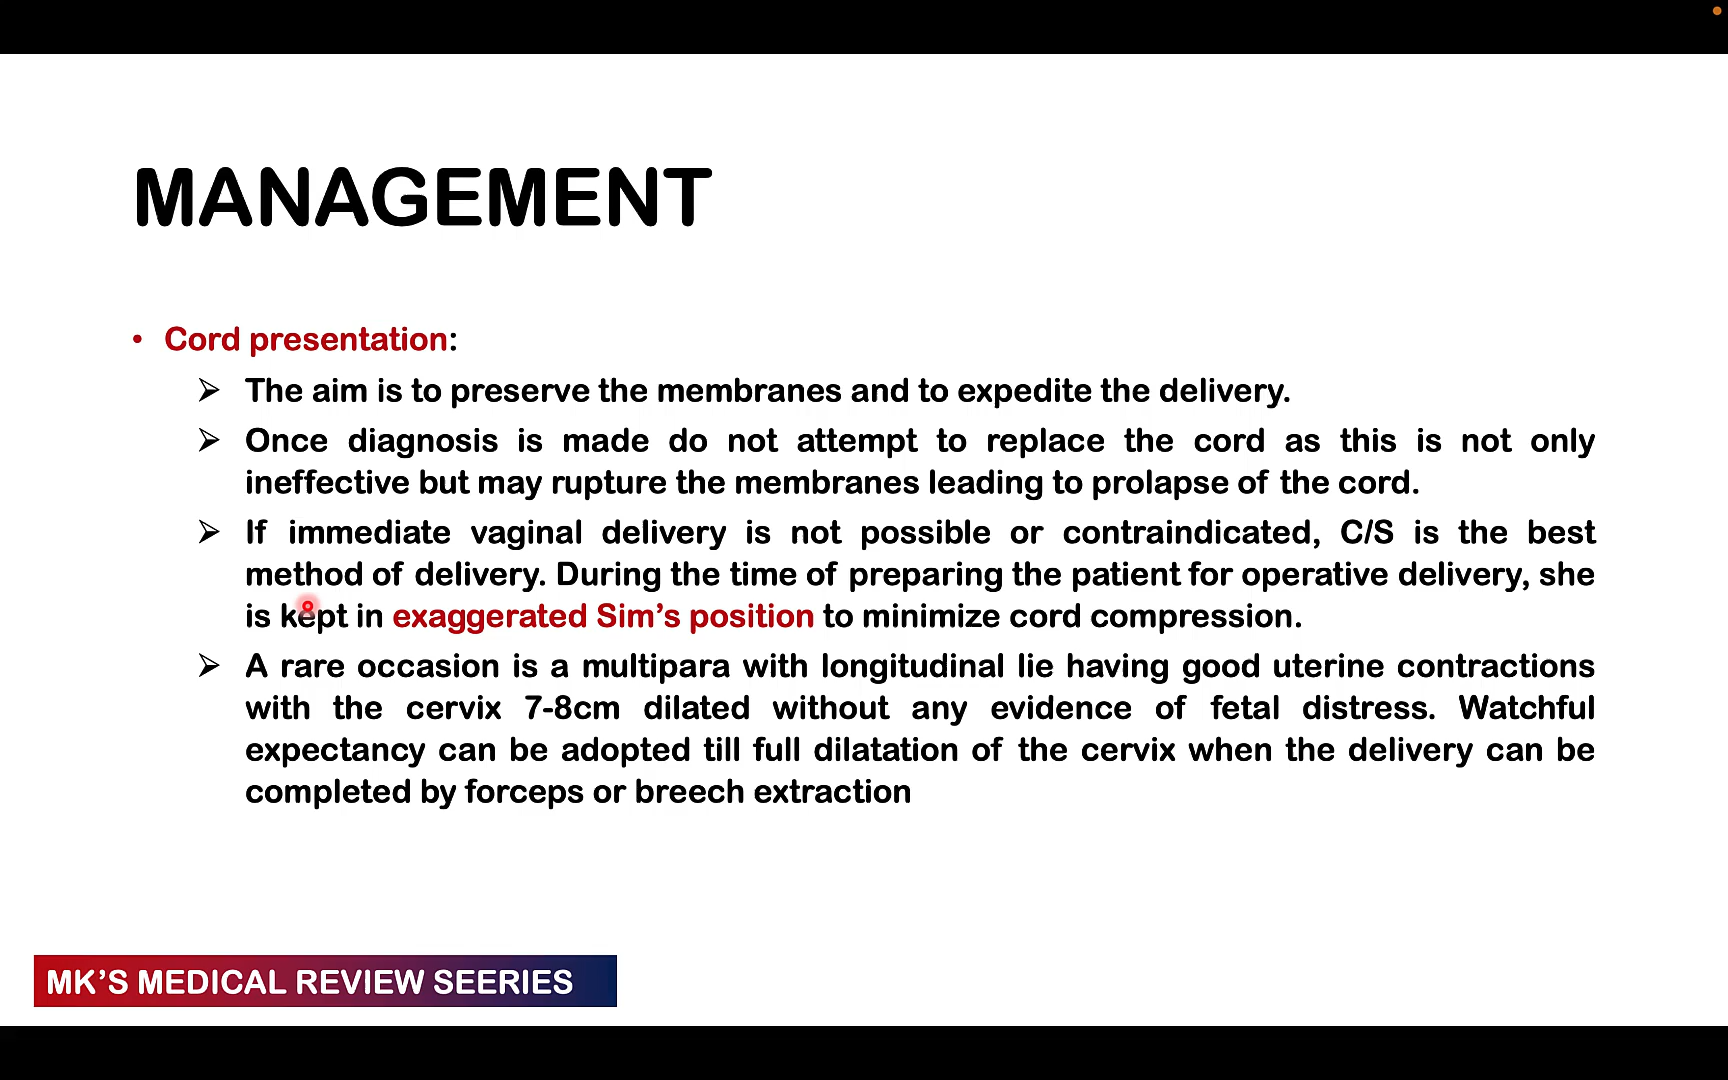 MANAGEMENT
• Cord presentation:
➢ The aim is to preserve the membranes and to expedite the delivery.
➢ Once diagnosis is made do not attempt to replace the cord as this is not only
ineffective but may rupture the membranes leading to prolapse of the cord.
➢ If immediate vaginal delivery is not possible or contraindicated, C/S is the best
method of delivery. During the time of preparing the patient for operative delivery, she
is kept in exaggerated Sim’s position to minimize cord compression.
➢ A rare occasion is a multipara with longitudinal lie having good uterine contractions
with the cervix 7-8cm dilated without any evidence of fetal distress. Watchful
expectancy can be adopted till full dilatation of the cervix when the delivery can be
completed by forceps or breech extraction
MK’S MEDICAL REVIEW SEERIES